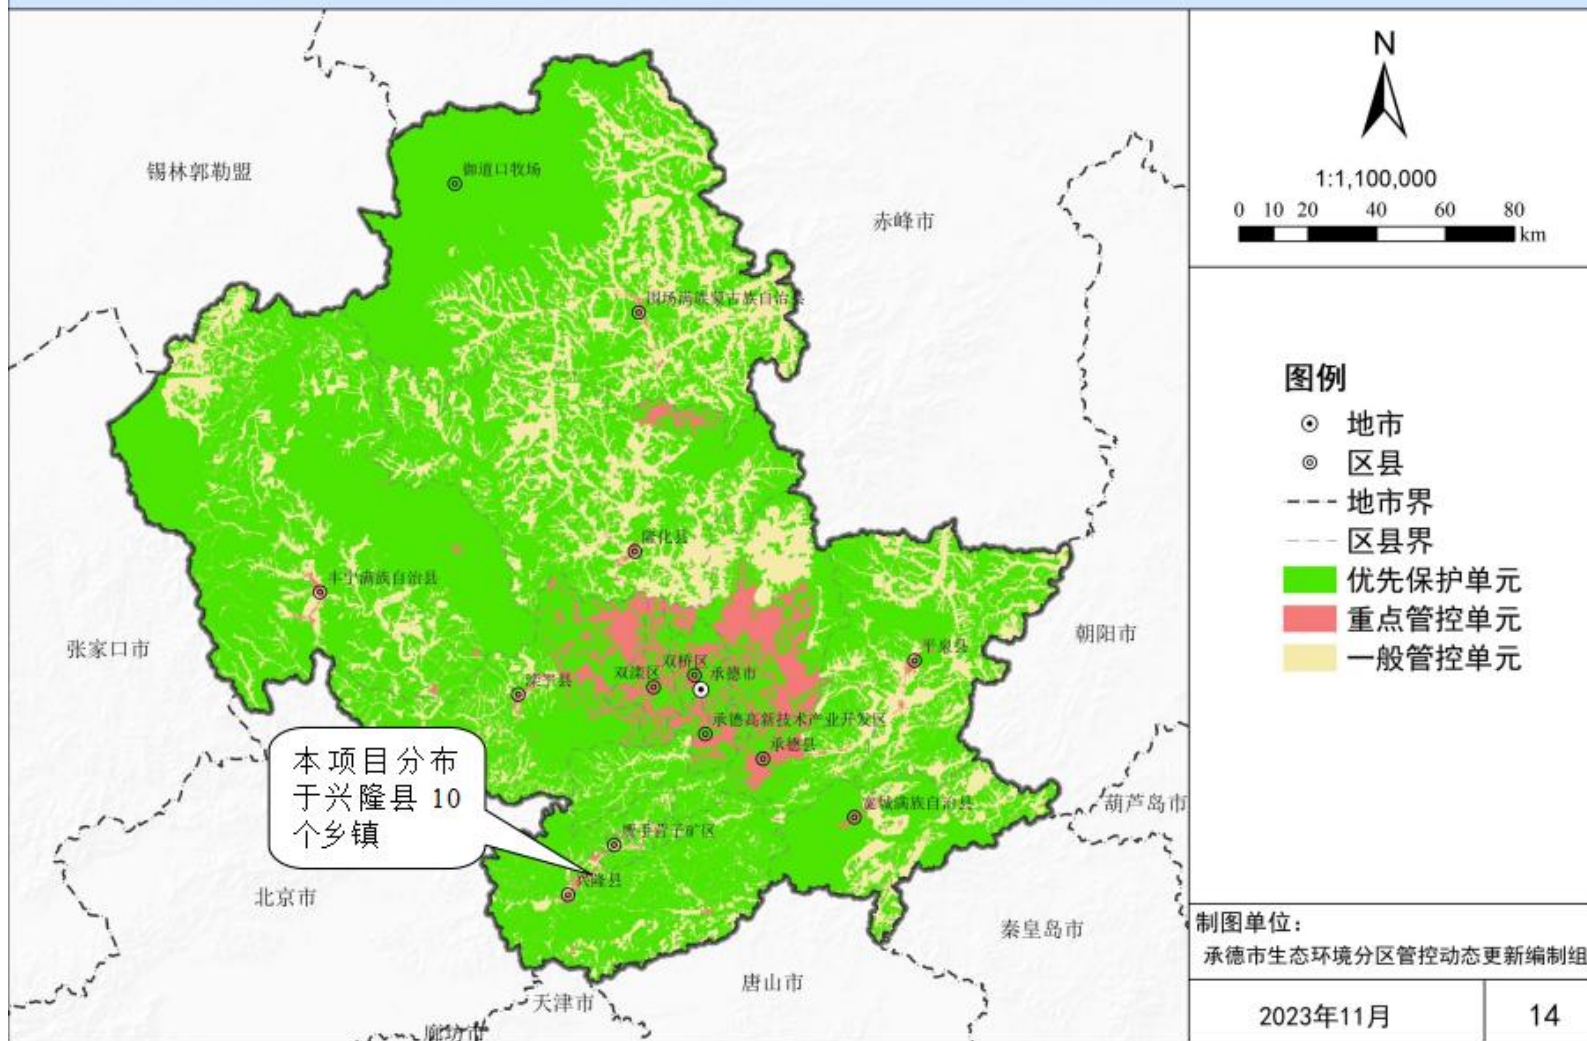 锡林郭勒盟
御道口牧场
赤峰市
围场满族蒙古族自治县
隆化县
丰宁满族自治县
张家口市
朝阳市
平泉县
双桥区
双滦区
承德市
滦平县
承德高新技术产业开发区
承德县
本项目分布
于兴隆县 10
个乡镇
宽城满族自治县
葫芦岛市
鹰手营子矿区
兴隆县
北京市
秦皇岛市
唐山市
天津市
廊坊市
N
1:1,100,000
0 10 20 40 60 80
km
图例
地市
区县
地市界
区县界
优先保护单元
重点管控单元
一般管控单元
制图单位：
承德市生态环境分区管控动态更新编制组
2023年11月
14